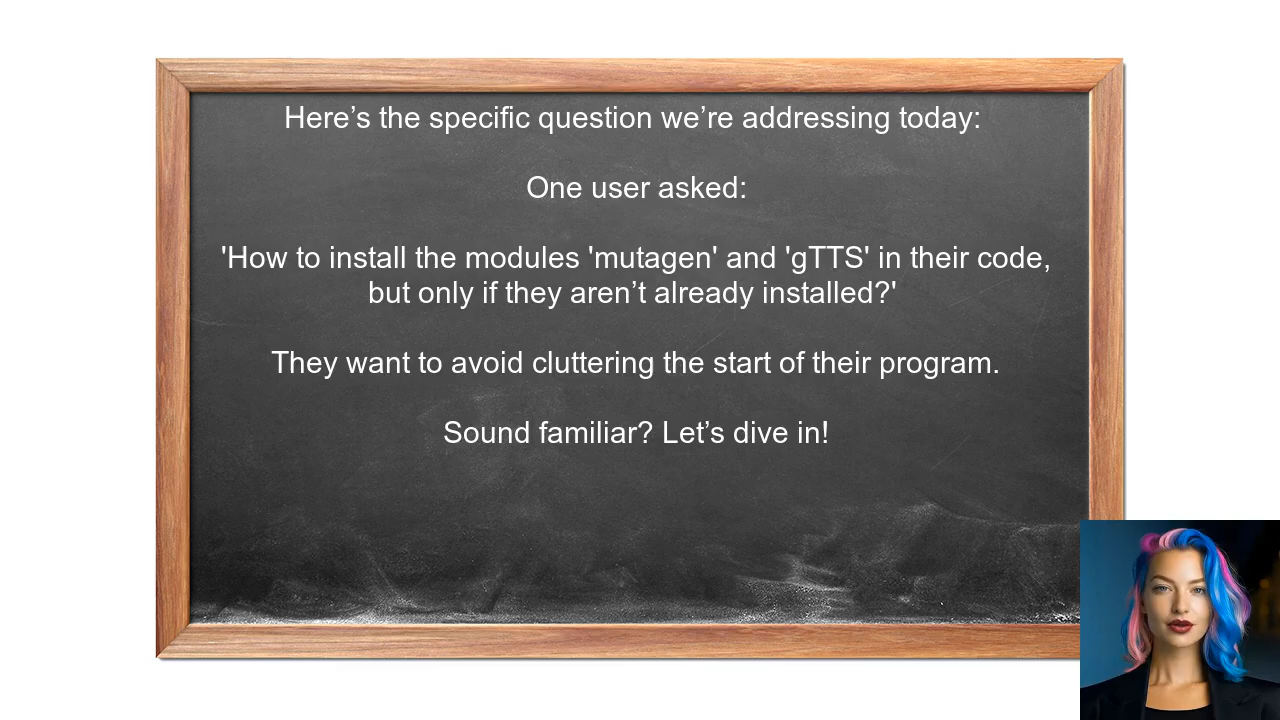 Here’s the specific question we’re addressing today:
One user asked:
'How to install the modules 'mutagen' and 'gTTS' in their code,
but only if they aren’t already installed?'
They want to avoid cluttering the start of their program.
Sound familiar? Let’s dive in!